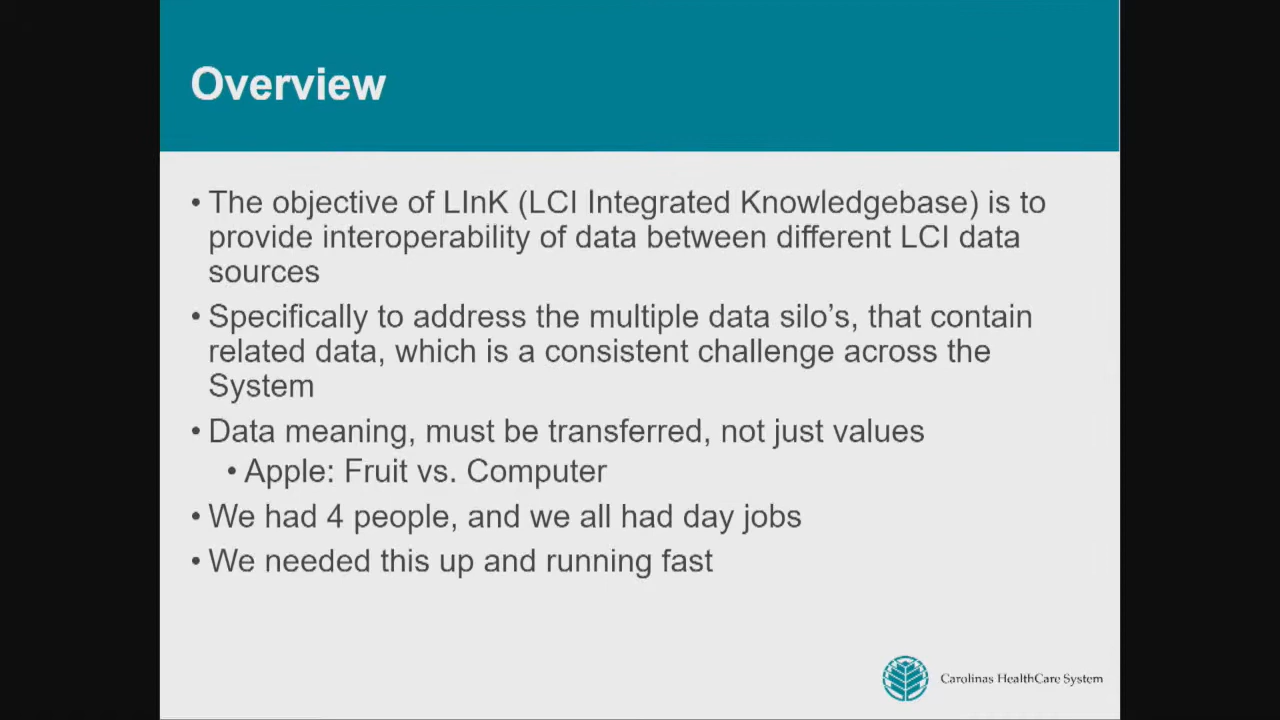 Overview
• The objective of LInK (LCI Integrated Knowledgebase) is to
provide interoperability of data between different LCI data
sources
• Specifically to address the multiple data silo’s, that contain
related data, which is a consistent challenge across the
System
• Data meaning, must be transferred, not just values
• Apple: Fruit vs. Computer
• We had 4 people, and we all had day jobs
• We needed this up and running fast
Carolinas HealthCare System